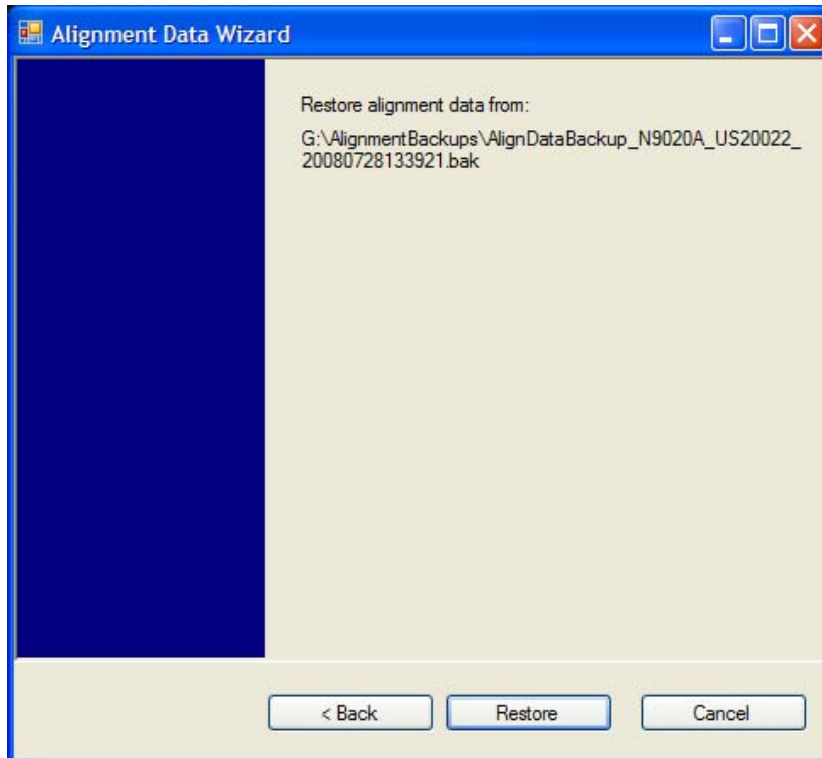 Alignment Data Wizard
Restore alignment data from:
G:\AlignmentBackups\AlignDataBackup_N9020A_US20022_
20080728133921.bak
< Back
Restore
Cancel